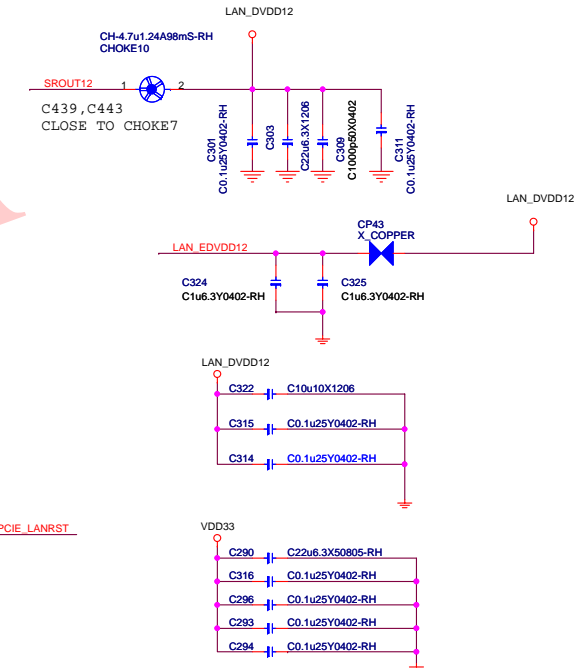 LAN_DVDD12
CH-4.7u1.24A98mS-RH
CHOKE10
SROUT12
1
2
C439,C443
CLOSE TO CHOKE7
C301
C0.1u25Y0402-RH
C303
C22u6.3X1206
C309
C1000p50X0402
C311
C0.1u25Y0402-RH
LAN_DVDD12
CP43
X_COPPER
LAN_EDVDD12
C324
C1u6.3Y0402-RH
C325
C1u6.3Y0402-RH
LAN_DVDD12
C322 C10u10X1206
C315 C0.1u25Y0402-RH
C314 C0.1u25Y0402-RH
PCIE_LANRST
VDD33
C290 C22u6.3X50805-RH
C316 C0.1u25Y0402-RH
C296 C0.1u25Y0402-RH
C293 C0.1u25Y0402-RH
C294 C0.1u25Y0402-RH